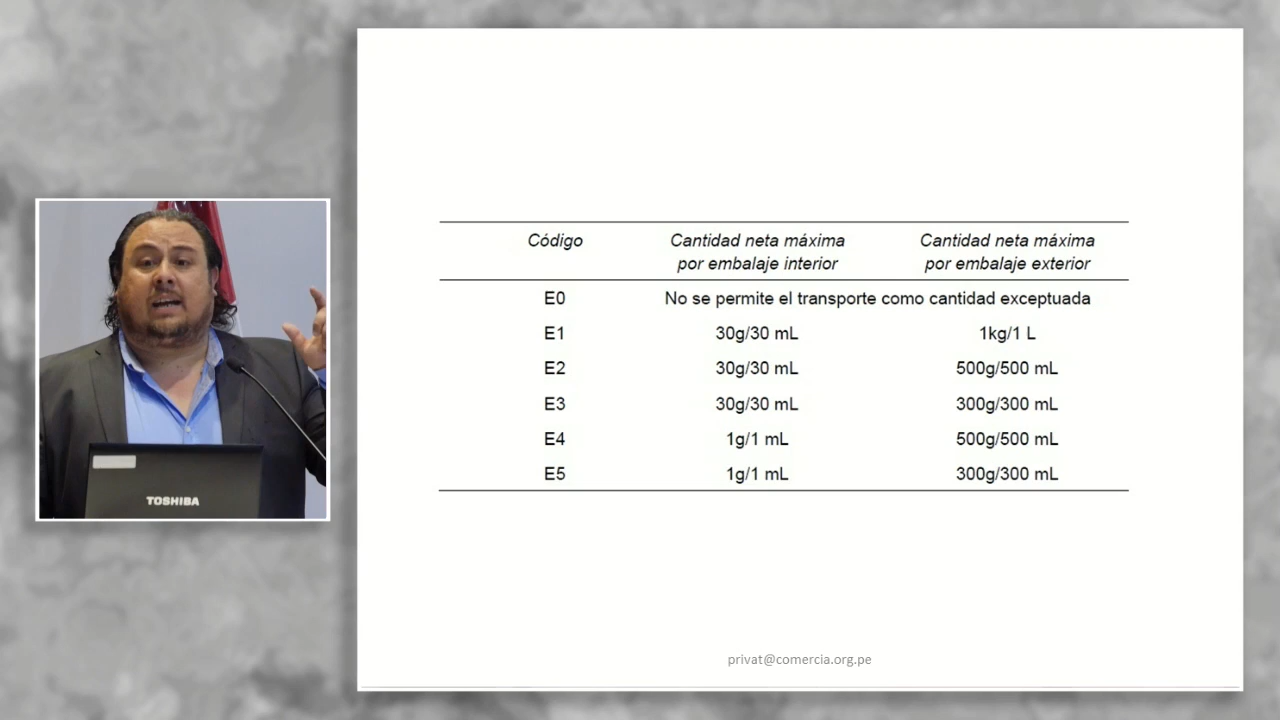 Código Cantidad neta máxima Cantidad neta máxima
por embalaje interior por embalaje exterior
E0 No se permite el transporte como cantidad exceptuada
E1 30g/30 mL 1kg/1 L
E2 30g/30 mL 500g/500 mL
E3 30g/30 mL 300g/300 mL
E4 1g/1 mL 500g/500 mL
E5 1g/1 mL 300g/300 mL
TOSHIBA
privat@comercia.org.pe